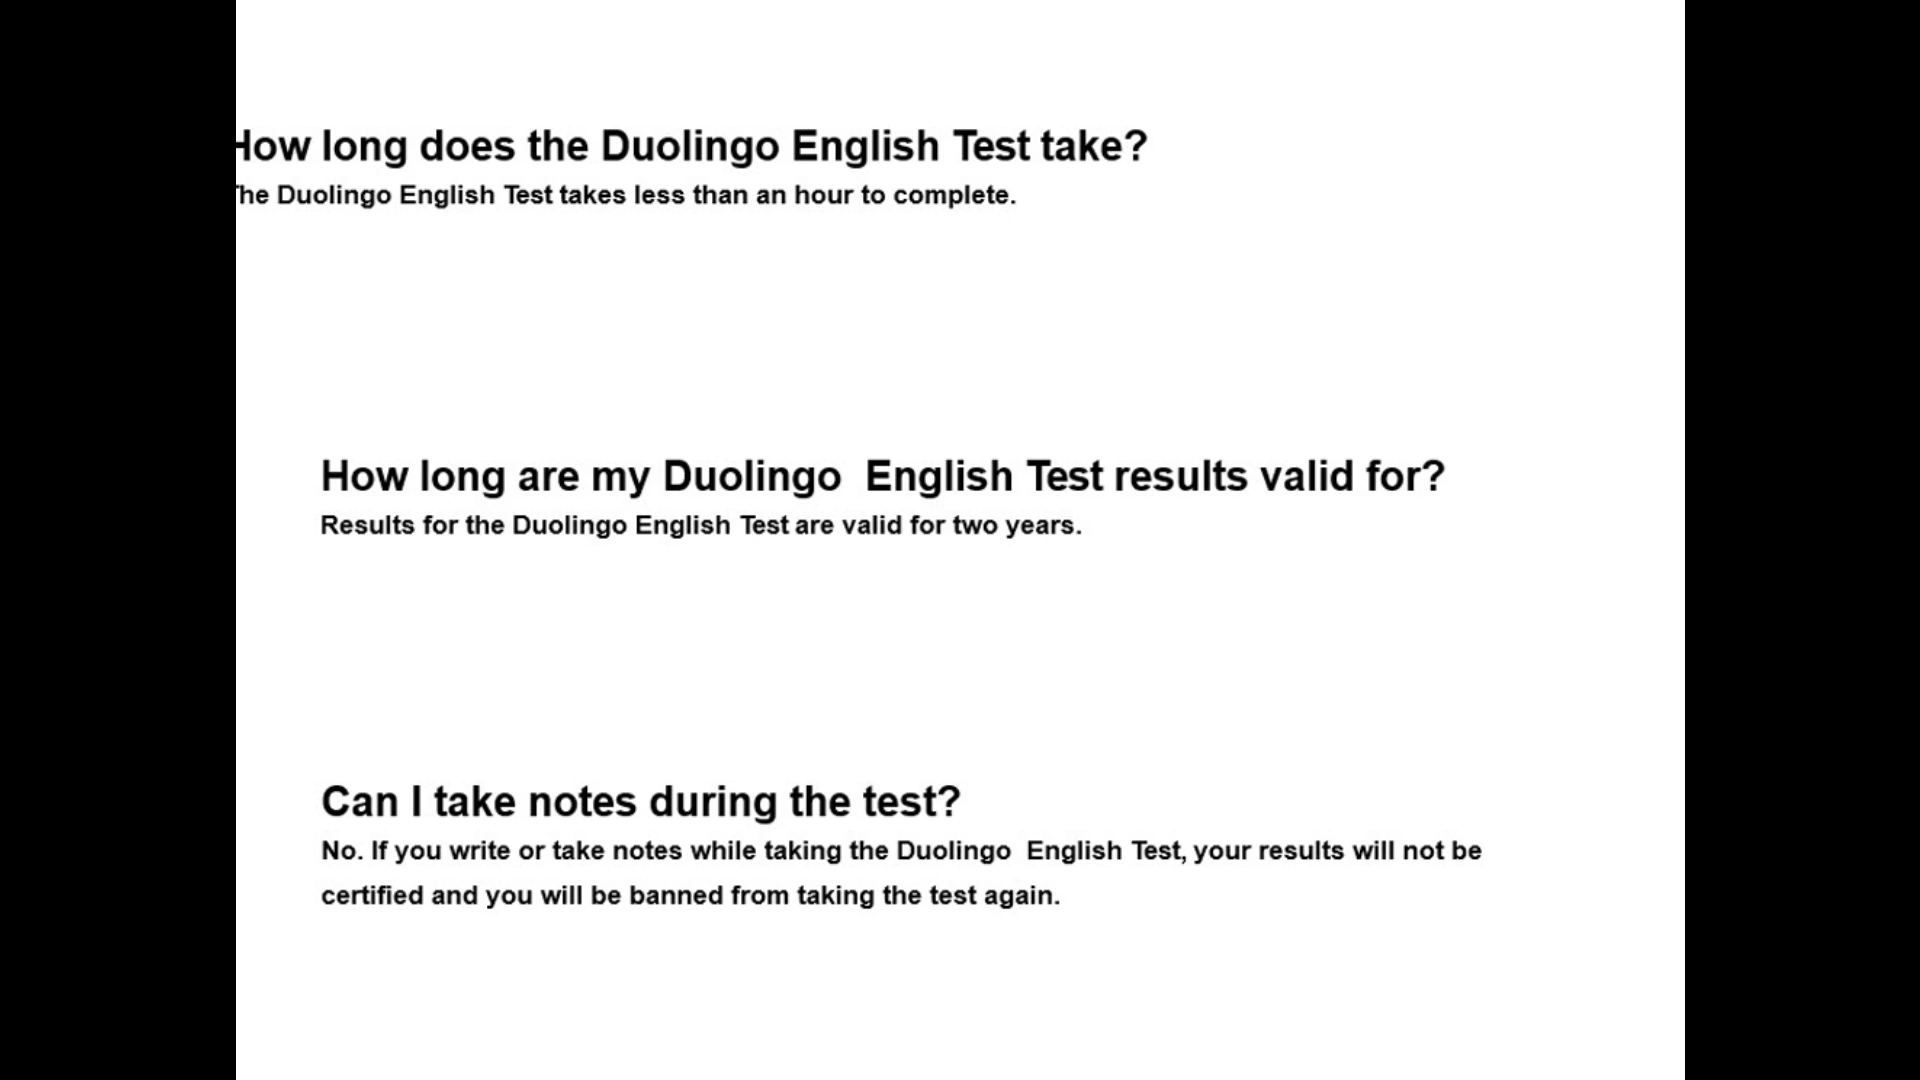 How long does the Duolingo English Test take?
The Duolingo English Test takes less than an hour to complete.
How long are my Duolingo English Test results valid for?
Results for the Duolingo English Test are valid for two years.
Can I take notes during the test?
No. If you write or take notes while taking the Duolingo English Test, your results will not be
certified and you will be banned from taking the test again.